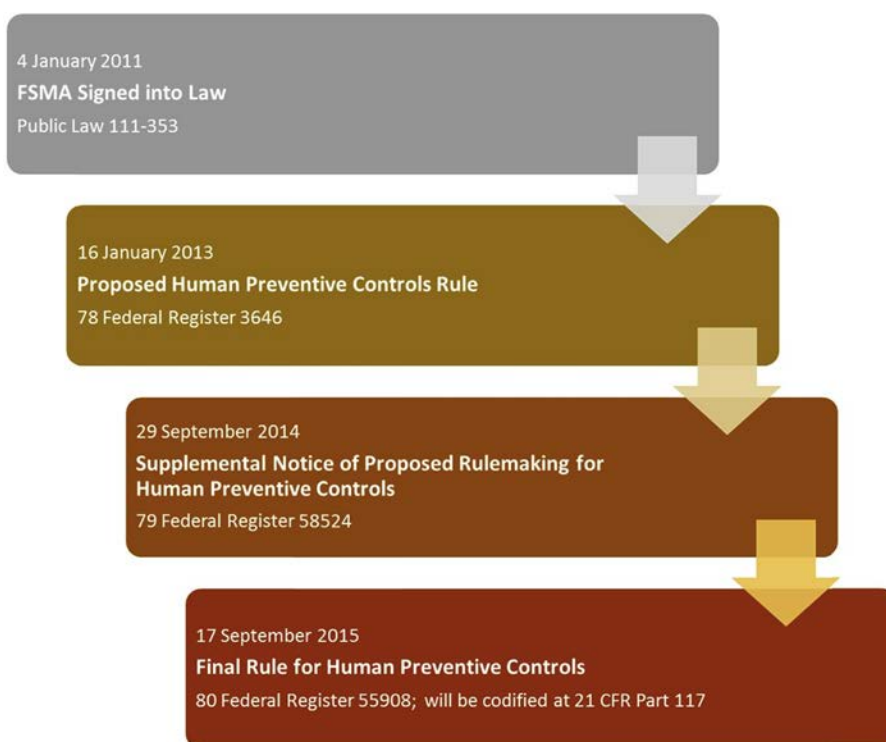 4 January 2011
FSMA Signed into Law
Public Law 111-353
16 January 2013
Proposed Human Preventive Controls Rule
78 Federal Register 3646
29 September 2014
Supplemental Notice of Proposed Rulemaking for
Human Preventive Controls
79 Federal Register 58524
17 September 2015
Final Rule for Human Preventive Controls
80 Federal Register 55908; will be codified at 21 CFR Part 117